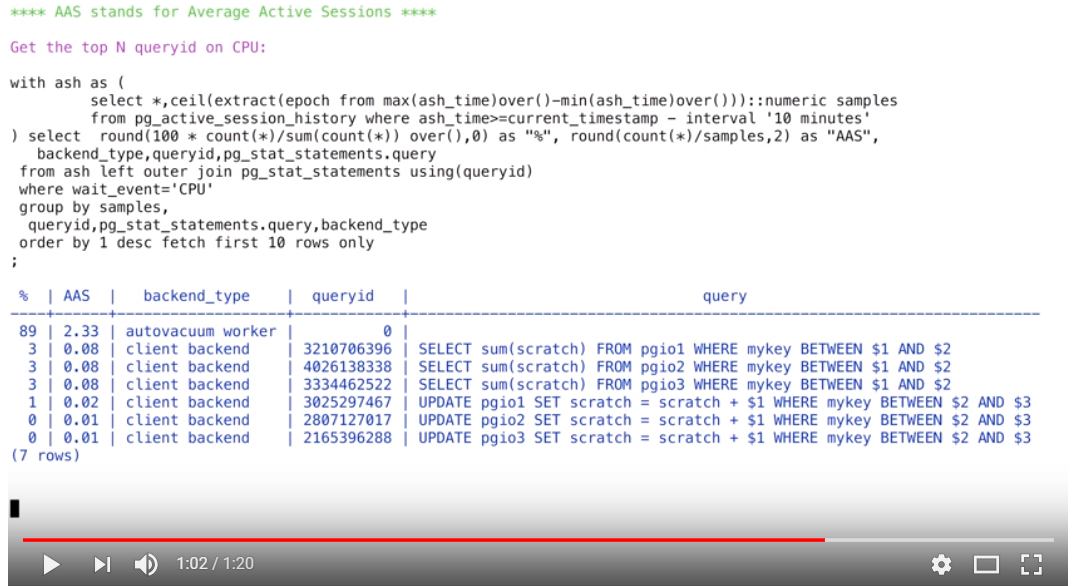 **** AAS stands for Average Active Sessions ****
Get the top N queryid on CPU:
with ash as (
select *,ceil(extract(epoch from max(ash_time)over()-min(ash_time)over()))::numeric samples
from pg_active_session_history where ash_time>=current_timestamp - interval '10 minutes'
) select  round(100 * count(*)/sum(count(*)) over(),0) as "%", round(count(*)/samples,2) as "AAS",
backend_type,queryid,pg_stat_statements.query
from ash left outer join pg_stat_statements using(queryid)
where wait_event='CPU'
group by samples,
queryid,pg_stat_statements.query,backend_type
order by 1 desc fetch first 10 rows only
;
% | AAS | backend_type | queryid | query
----+------+-------------------+------------+----------------------------------------------------------------------
89 | 2.33 | autovacuum worker | 0 |
3 | 0.08 | client backend | 3210706396 | SELECT sum(scratch) FROM pgio1 WHERE mykey BETWEEN $1 AND $2
3 | 0.08 | client backend | 4026138338 | SELECT sum(scratch) FROM pgio2 WHERE mykey BETWEEN $1 AND $2
3 | 0.08 | client backend | 3334462522 | SELECT sum(scratch) FROM pgio3 WHERE mykey BETWEEN $1 AND $2
1 | 0.02 | client backend | 3025297467 | UPDATE pgio1 SET scratch = scratch + $1 WHERE mykey BETWEEN $2 AND $3
0 | 0.01 | client backend | 2807127017 | UPDATE pgio2 SET scratch = scratch + $1 WHERE mykey BETWEEN $2 AND $3
0 | 0.01 | client backend | 2165396288 | UPDATE pgio3 SET scratch = scratch + $1 WHERE mykey BETWEEN $2 AND $3
(7 rows)
1:02 / 1:20